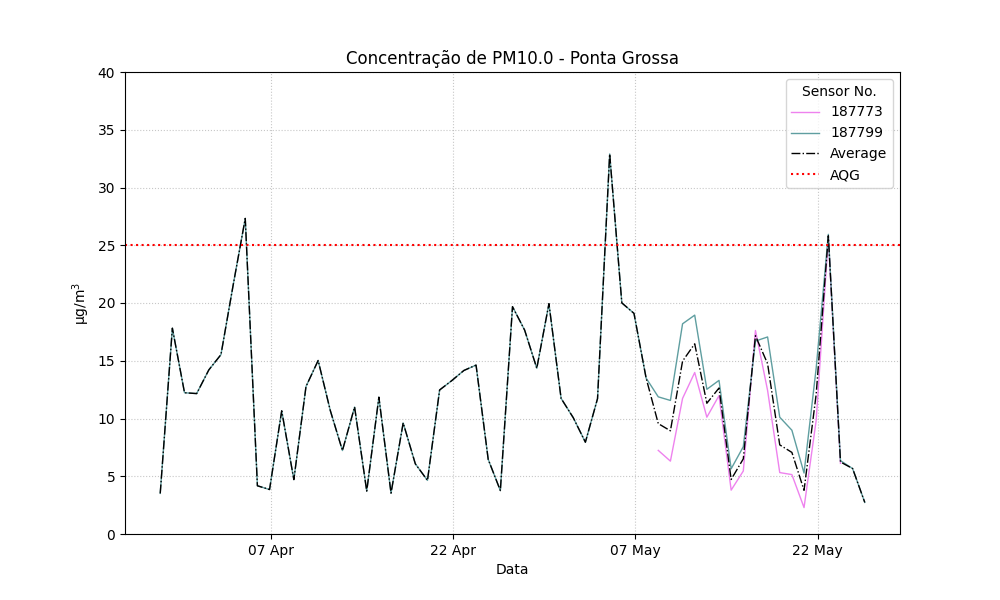 Concentração de PM10.0 - Ponta Grossa
40
35
30
25
20
15
10
5
0
µg/m³
Sensor No.
187773
187799
Average
AQG
07 Apr
22 Apr
07 May
22 May
Data